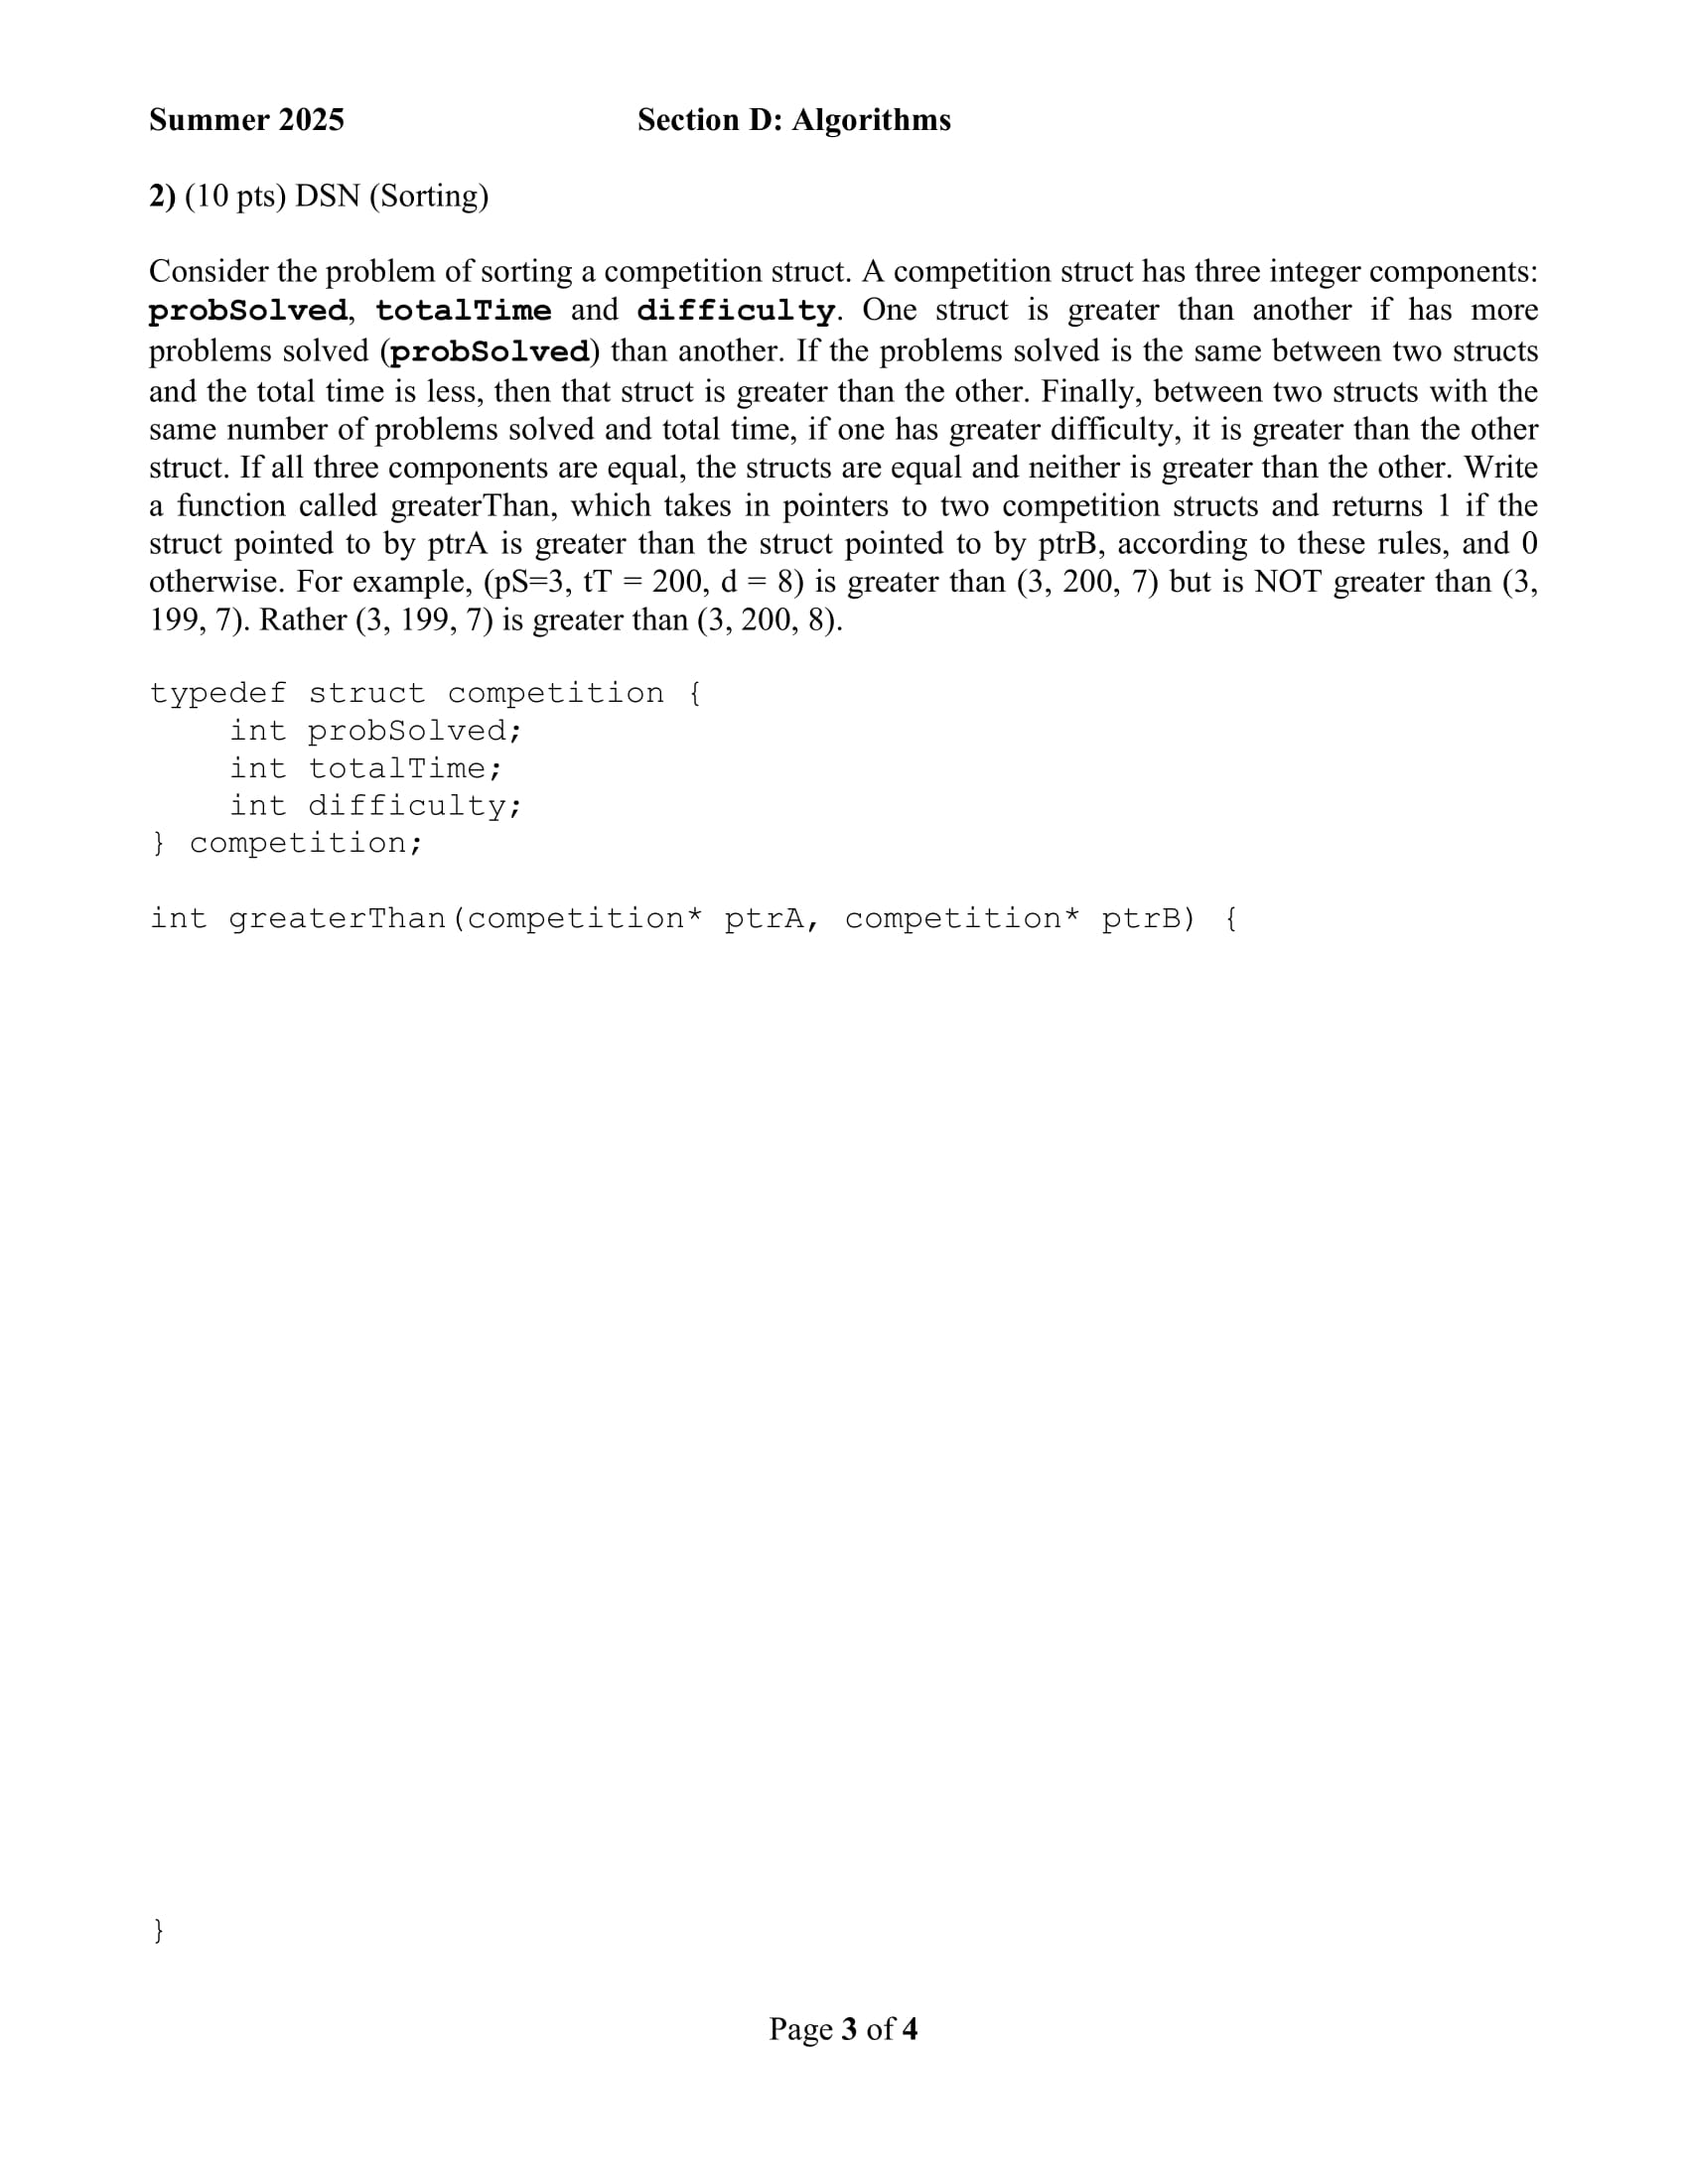 Summer 2025 Section D: Algorithms
2) (10 pts) DSN (Sorting)
Consider the problem of sorting a competition struct. A competition struct has three integer components:
probSolved, totalTime and difficulty. One struct is greater than another if has more
problems solved (probSolved) than another. If the problems solved is the same between two structs
and the total time is less, then that struct is greater than the other. Finally, between two structs with the
same number of problems solved and total time, if one has greater difficulty, it is greater than the other
struct. If all three components are equal, the structs are equal and neither is greater than the other. Write
a function called greaterThan, which takes in pointers to two competition structs and returns 1 if the
struct pointed to by ptrA is greater than the struct pointed to by ptrB, according to these rules, and 0
otherwise. For example, (pS=3, tT = 200, d = 8) is greater than (3, 200, 7) but is NOT greater than (3,
199, 7). Rather (3, 199, 7) is greater than (3, 200, 8).
typedef struct competition {
    int probSolved;
    int totalTime;
    int difficulty;
} competition;
int greaterThan(competition* ptrA, competition* ptrB) {
}
Page 3 of 4